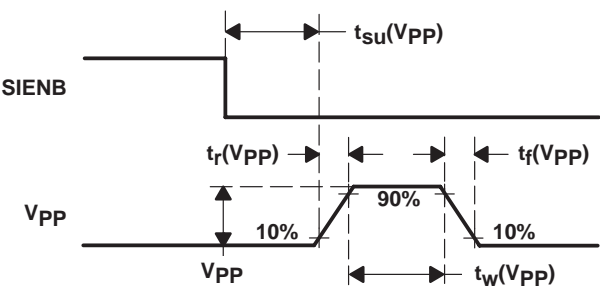 tsu(VPP)
SIENB
tr(VPP)
tf(VPP)
VPP
90%
10%
10%
VPP
tw(VPP)